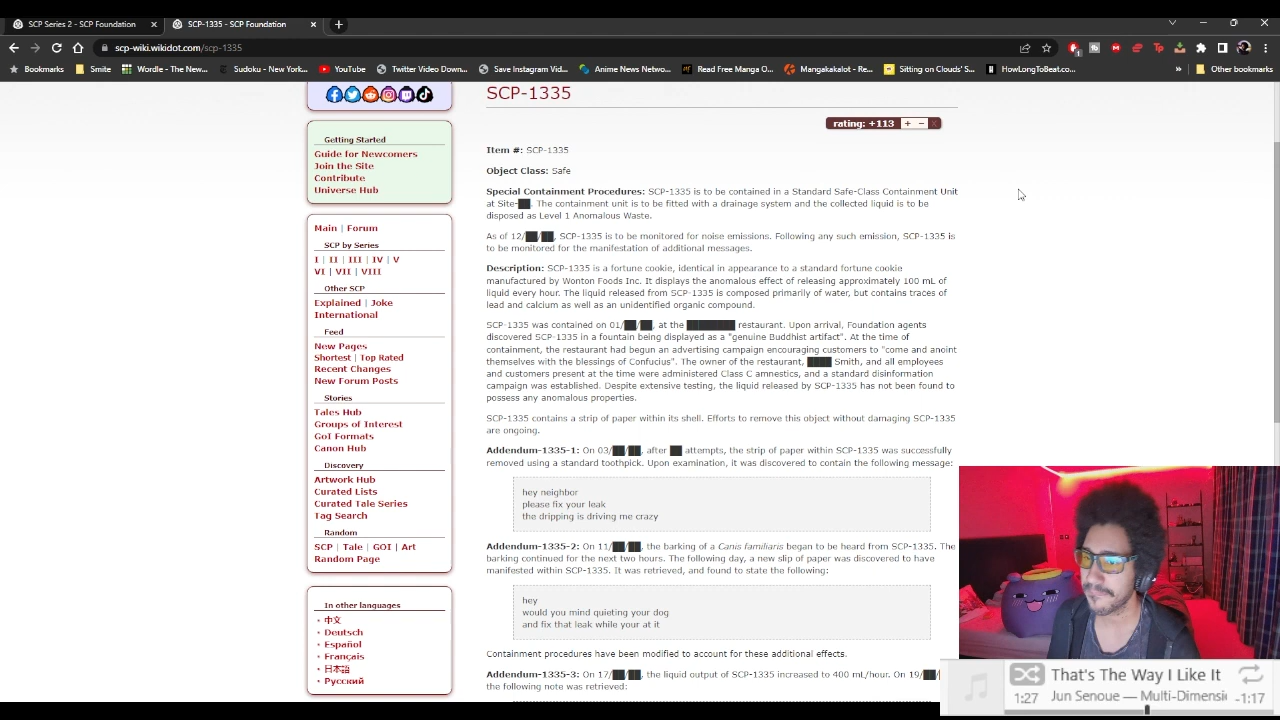 SCP Series 2 - SCP Foundation
SCP-1335 - SCP Foundation
scp-wiki.wikidot.com/scp-1335
Bookmarks
Smite
Wordle - The New...
Sudoku - New York...
YouTube
Twitter Video Down...
Save Instagram Vid...
Anime News Netwo...
Read Free Manga O...
Mangakakalot - Re...
Sitting on Clouds' S...
HowLongToBeat.co...
Other bookmarks
Getting Started
Guide for Newcomers
Join the Site
Contribute
Universe Hub
Main | Forum
SCP by Series
I | II | III | IV | V
VI | VII | VIII
Other SCP
Explained | Joke
International
Feed
New Pages
Shortest | Top Rated
Recent Changes
New Forum Posts
Stories
Tales Hub
Groups of Interest
GoI Formats
Canon Hub
Discovery
Artwork Hub
Curated Lists
Curated Tale Series
Tag Search
Random
SCP | Tale | GOI | Art
Random Page
In other languages
中文
Deutsch
Español
Français
日本語
Русский
SCP-1335
rating: +113 + − x
Item #: SCP-1335
Object Class: Safe
Special Containment Procedures: SCP-1335 is to be contained in a Standard Safe-Class Containment Unit
at Site-██. The containment unit is to be fitted with a drainage system and the collected liquid is to be
disposed as Level 1 Anomalous Waste.
As of 12/██/██, SCP-1335 is to be monitored for noise emissions. Following any such emission, SCP-1335 is
to be monitored for the manifestation of additional messages.
Description: SCP-1335 is a fortune cookie, identical in appearance to a standard fortune cookie
manufactured by Wonton Foods Inc. It displays the anomalous effect of releasing approximately 100 mL of
liquid every hour. The liquid released from SCP-1335 is composed primarily of water, but contains traces of
lead and calcium as well as an unidentified organic compound.
SCP-1335 was contained on 01/██/██, at the ████████ restaurant. Upon arrival, Foundation agents
discovered SCP-1335 in a fountain being displayed as a "genuine Buddhist artifact". At the time of
containment, the restaurant had begun an advertising campaign encouraging customers to "come and anoint
themselves with the blessings of Confucius". The owner of the restaurant, ████ Smith, and all employees
and customers present at the time were administered Class C amnestics, and a standard disinformation
campaign was established. Despite extensive testing, the liquid released by SCP-1335 has not been found to
possess any anomalous properties.
SCP-1335 contains a strip of paper within its shell. Efforts to remove this object without damaging SCP-1335
are ongoing.
Addendum-1335-1: On 03/██/██, after ██ attempts, the strip of paper within SCP-1335 was successfully
removed using a standard toothpick. Upon examination, it was discovered to contain the following message:
hey neighbor
please fix your leak
the dripping is driving me crazy
Addendum-1335-2: On 11/██/██, the barking of a Canis familiaris began to be heard from SCP-1335. The
barking continued for the next two hours. The following day, a new slip of paper was discovered to have
manifested within SCP-1335. It was retrieved, and found to state the following:
hey
would you mind quieting your dog
and fix that leak while your at it
Containment procedures have been modified to account for these additional effects.
Addendum-1335-3: On 17/██/██, the liquid output of SCP-1335 increased to 400 mL/hour. On 19/██/
the following note was retrieved:
That's The Way I Like It
1:27 Jun Senoue — Multi-Dimensi -1:17